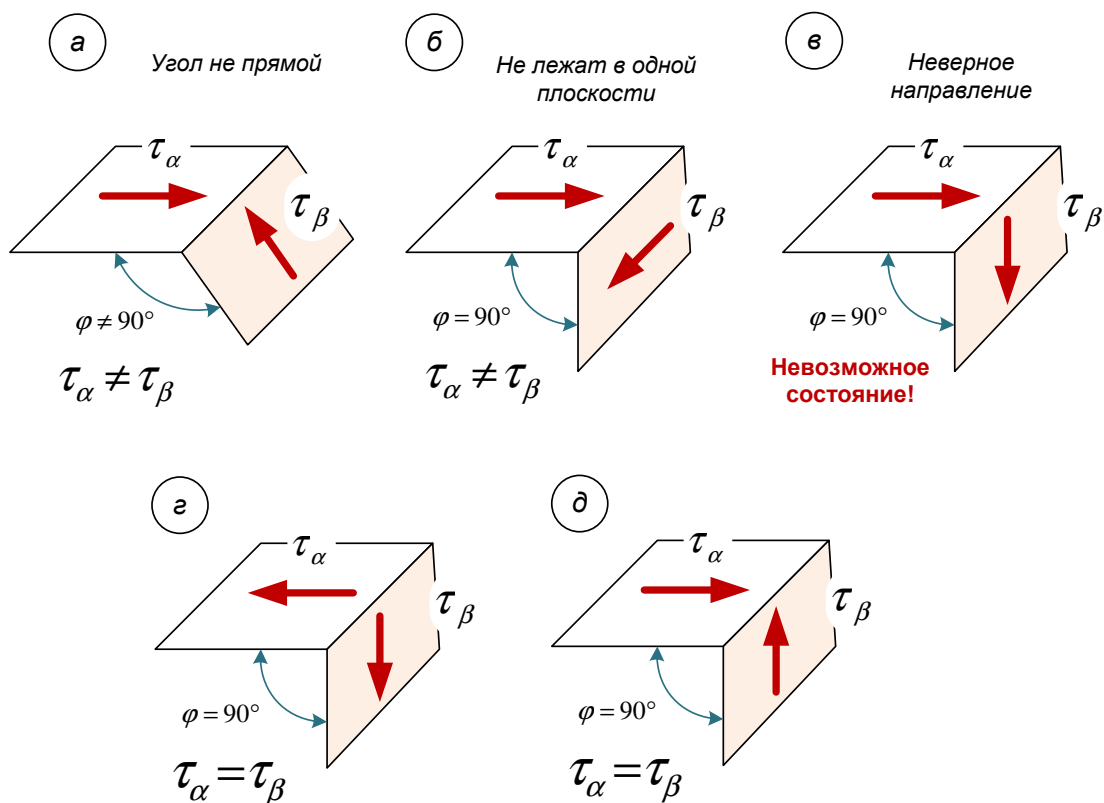 а
Угол не прямой
τα
τβ
φ ≠ 90°
τα ≠ τβ
б
Не лежат в одной
плоскости
τα
τβ
φ = 90°
τα ≠ τβ
в
Неверное
направление
τα
τβ
φ = 90°
Невозможное
состояние!
г
τα
τβ
φ = 90°
τα = τβ
д
τα
τβ
φ = 90°
τα = τβ